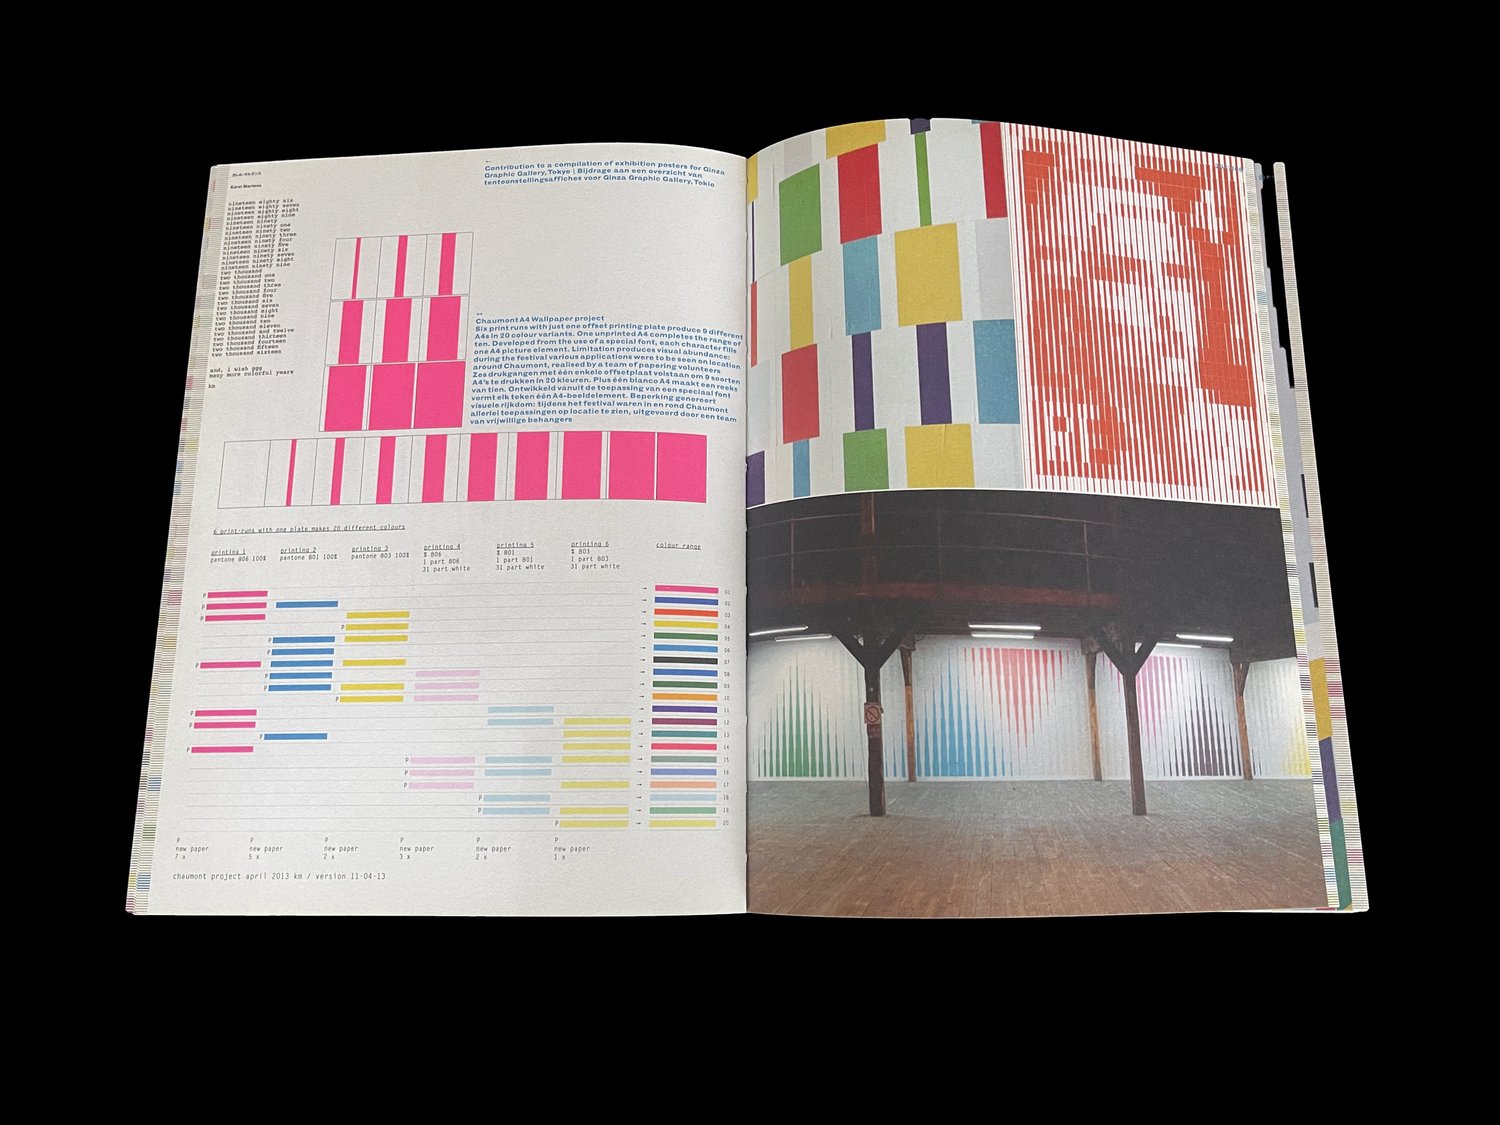 Karel Martens
nineteen eighty six
nineteen eighty seven
nineteen eighty eight
nineteen eighty nine
nineteen ninety
nineteen ninety one
nineteen ninety two
nineteen ninety three
nineteen ninety four
nineteen ninety five
nineteen ninety six
nineteen ninety seven
nineteen ninety eight
nineteen ninety nine
two thousand
two thousand one
two thousand two
two thousand three
two thousand four
two thousand five
two thousand six
two thousand seven
two thousand eight
two thousand nine
two thousand ten
two thousand eleven
two thousand and twelve
two thousand thirteen
two thousand fourteen
two thousand fifteen
two thousand sixteen
and, i wish ggg
many more colorful years
km
Contribution to a compilation of exhibition posters for Ginza
Graphic Gallery, Tokyo | Bijdrage aan een overzicht van
tentoonstellingsaffiches voor Ginza Graphic Gallery, Tokio
Chaumont A4 Wallpaper project
Six print runs with just one offset printing plate produce 9 different
A4s in 20 colour variants. One unprinted A4 completes the range of
ten. Developed from the use of a special font, each character fills
one A4 picture element. Limitation produces visual abundance:
during the festival various applications were to be seen on location
around Chaumont, realised by a team of papering volunteers
Zes drukgangen met één enkele offsetplaat volstaan om 9 soorten
A4's te drukken in 20 kleuren. Plus één blanco A4 maakt een reeks
van tien. Ontwikkeld vanuit de toepassing van een speciaal font
vormt elk teken één A4-beeldelement. Beperking genereert
visuele rijkdom: tijdens het festival waren in en rond Chaumont
allerlei toepassingen op locatie te zien, uitgevoerd door een team
van vrijwillige behangers
6 print-runs with one plate makes 20 different colours
printing 1
pantone 806 100%
printing 2
pantone 801 100%
printing 3
pantone 803 100%
printing 4
% 806
1 part 806
31 part white
printing 5
% 801
1 part 801
31 part white
printing 6
% 803
1 part 803
31 part white
colour range
P → 01
P → 02
P → 03
P → 04
P → 05
P → 06
P → 07
P → 08
P → 09
P → 10
P → 11
P → 12
P → 13
P → 14
P → 15
P → 16
P → 17
P → 18
P → 19
P → 20
P
new paper
7 x
P
new paper
5 x
P
new paper
2 x
P
new paper
3 x
P
new paper
2 x
P
new paper
1 x
chaumont project april 2013 km / version 11-04-13